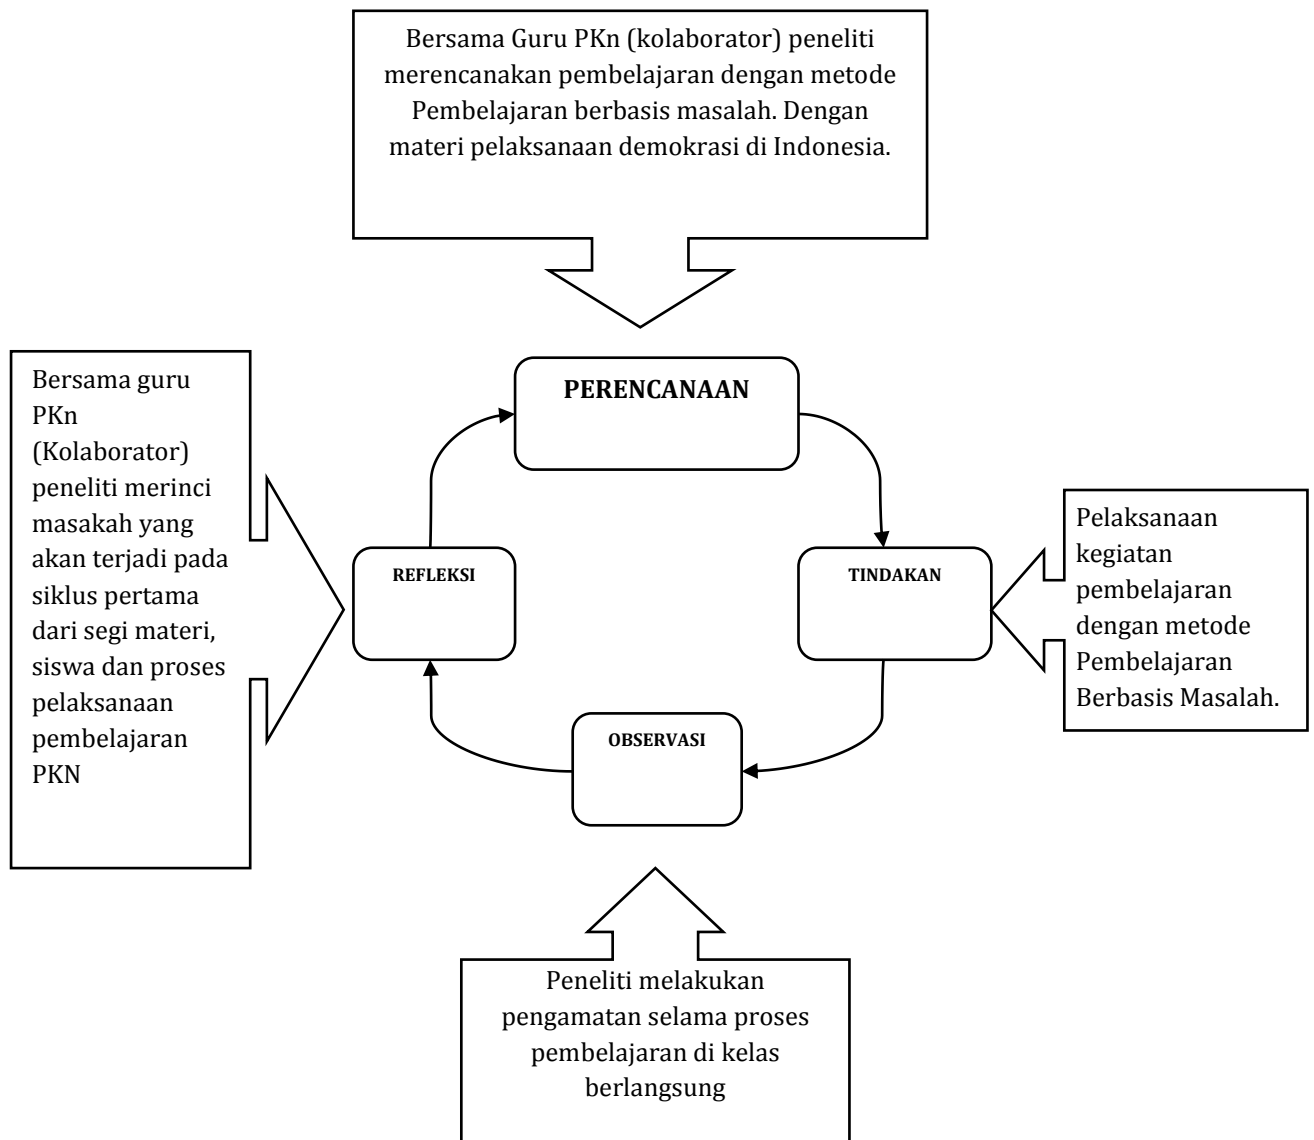 Bersama Guru PKn (kolaborator) peneliti
merencanakan pembelajaran dengan metode
Pembelajaran berbasis masalah. Dengan
materi pelaksanaan demokrasi di Indonesia.
PERENCANAAN
Bersama guru
PKn
(Kolaborator)
peneliti merinci
masakah yang
akan terjadi pada
siklus pertama
dari segi materi,
siswa dan proses
pelaksanaan
pembelajaran
PKN
REFLEKSI
TINDAKAN
Pelaksanaan
kegiatan
pembelajaran
dengan metode
Pembelajaran
Berbasis Masalah.
OBSERVASI
Peneliti melakukan
pengamatan selama proses
pembelajaran di kelas
berlangsung